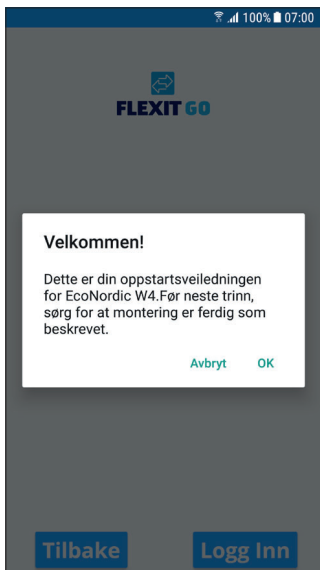 100% 07:00
FLEXIT GO
Velkommen!
Dette er din oppstartsveiledningen
for EcoNordic W4.Før neste trinn,
sørg for at montering er ferdig som
beskrevet.
Avbryt OK
Tilbake Logg Inn